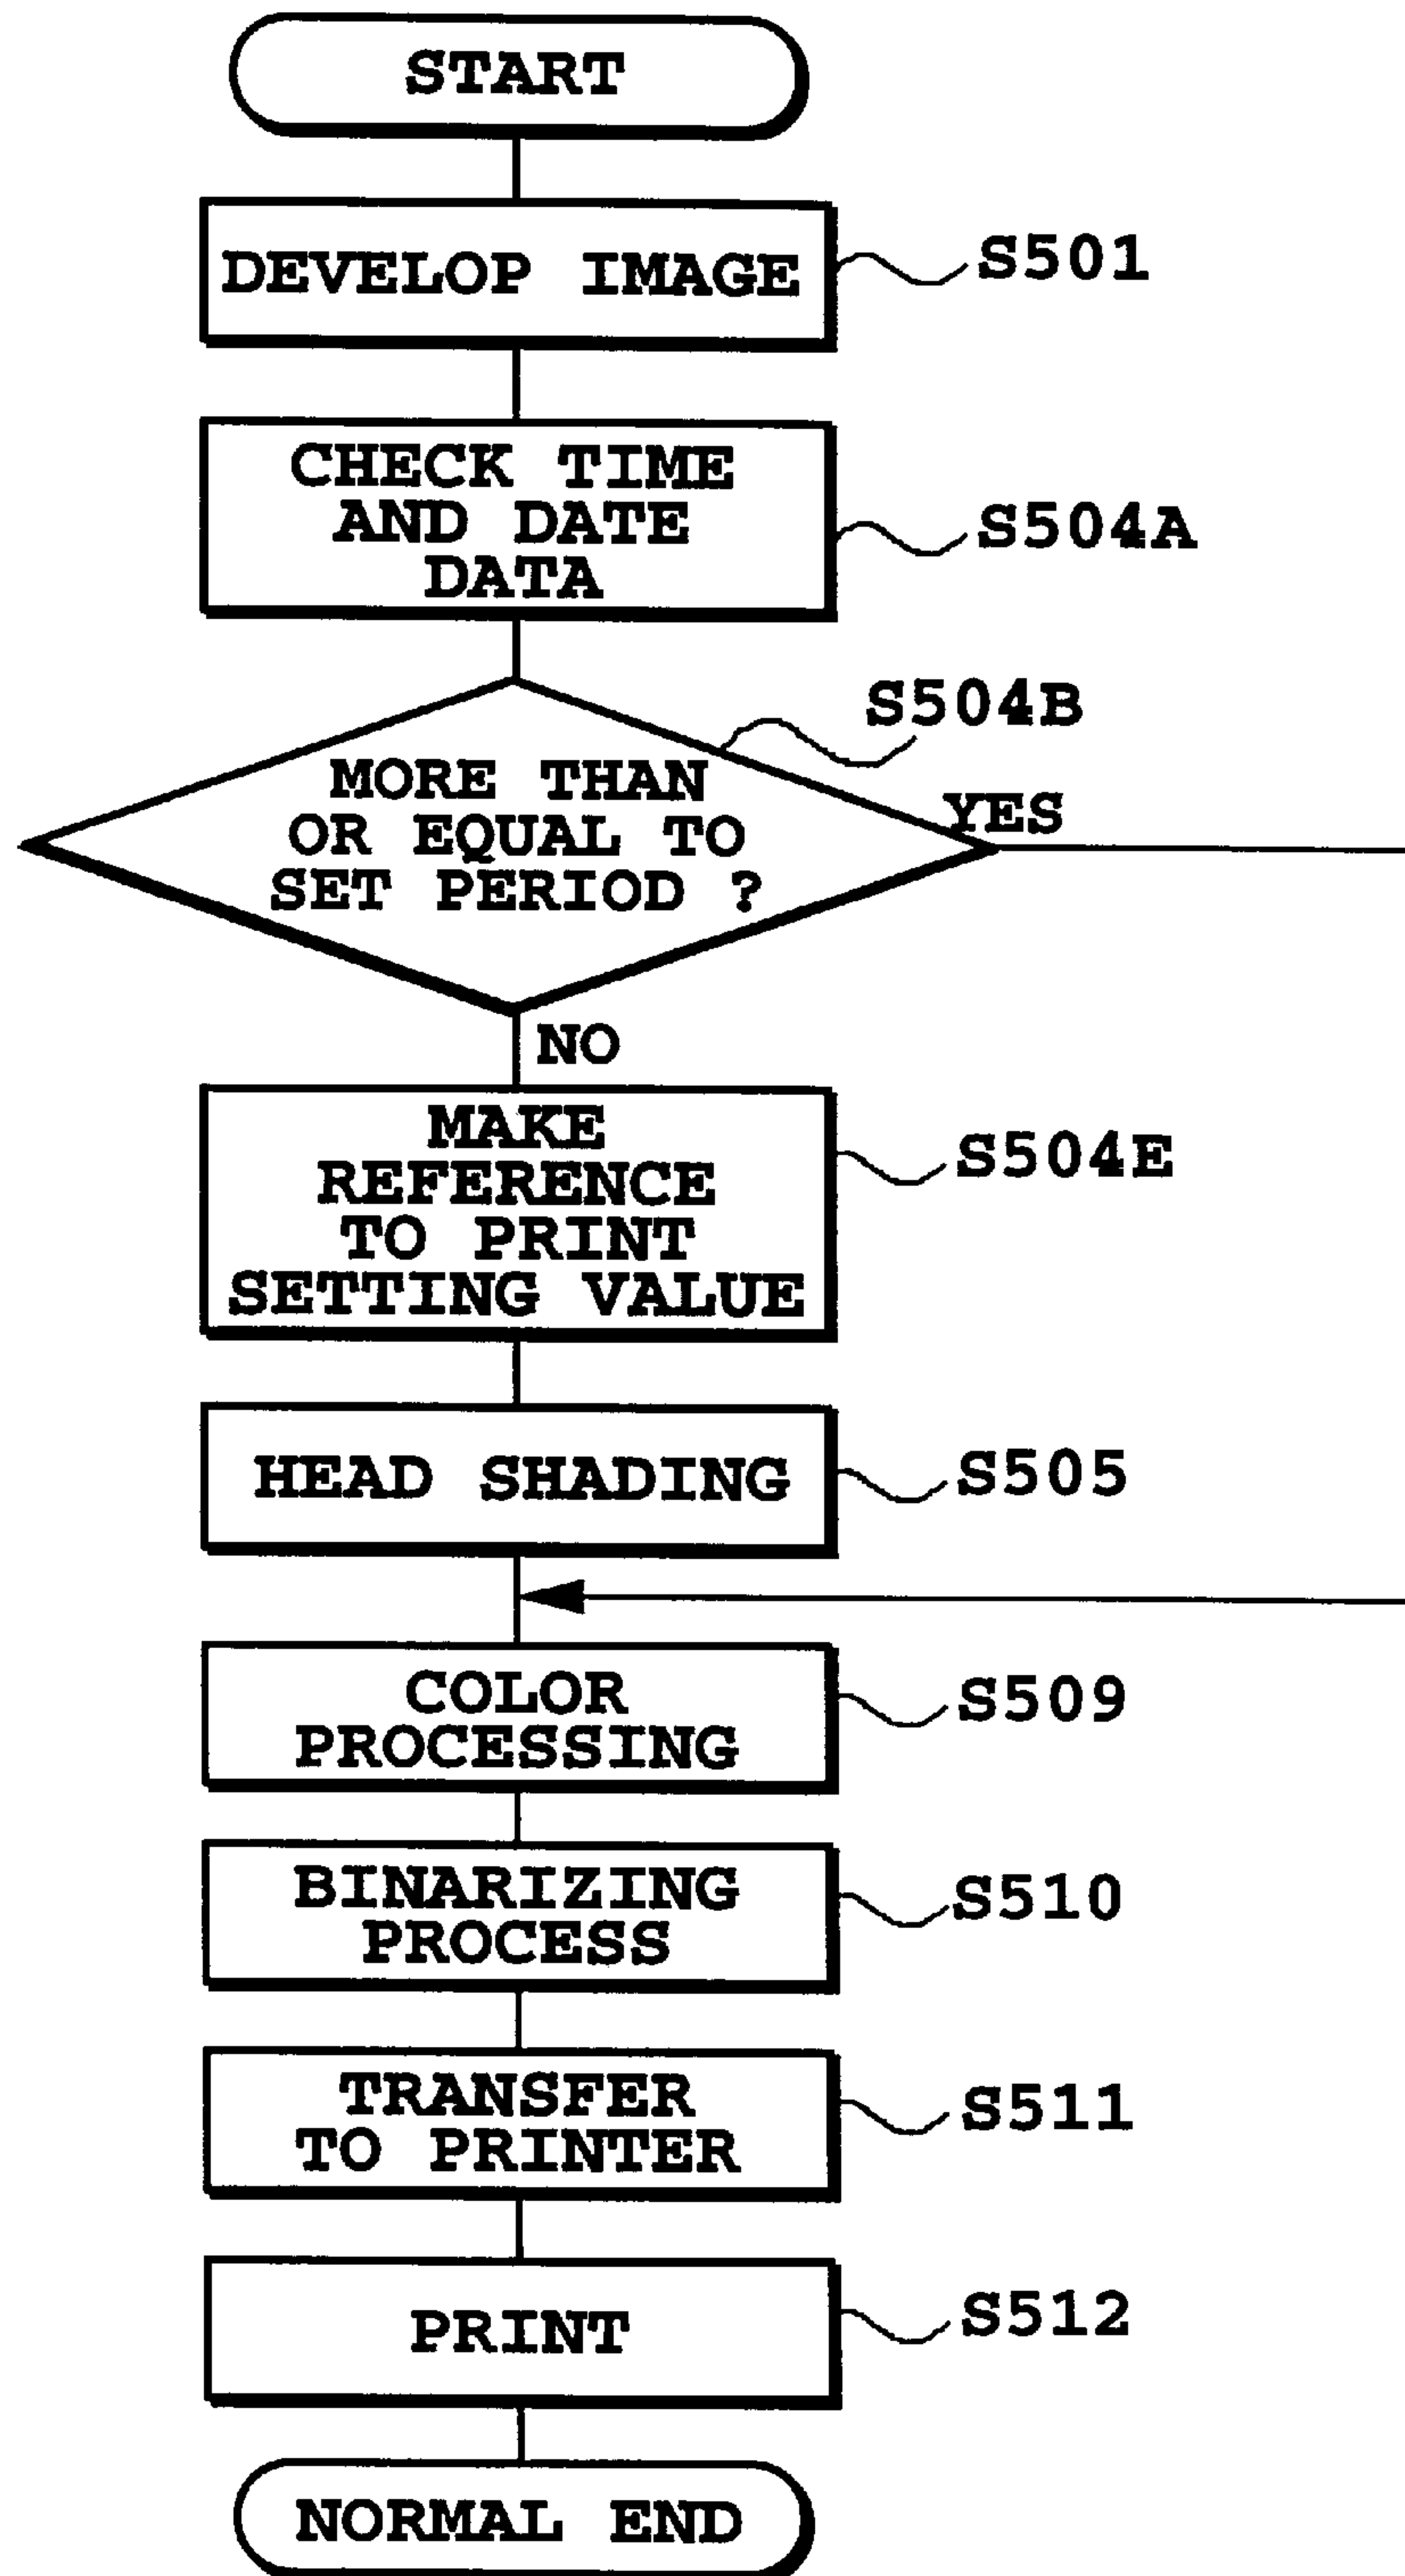 START
DEVELOP IMAGE
S501
CHECK TIME
AND DATE
DATA
S504A
S504B
MORE THAN
OR EQUAL TO
SET PERIOD ?
YES
NO
MAKE
REFERENCE
TO PRINT
SETTING VALUE
S504E
HEAD SHADING
S505
COLOR
PROCESSING
S509
BINARIZING
PROCESS
S510
TRANSFER
TO PRINTER
S511
PRINT
S512
NORMAL END